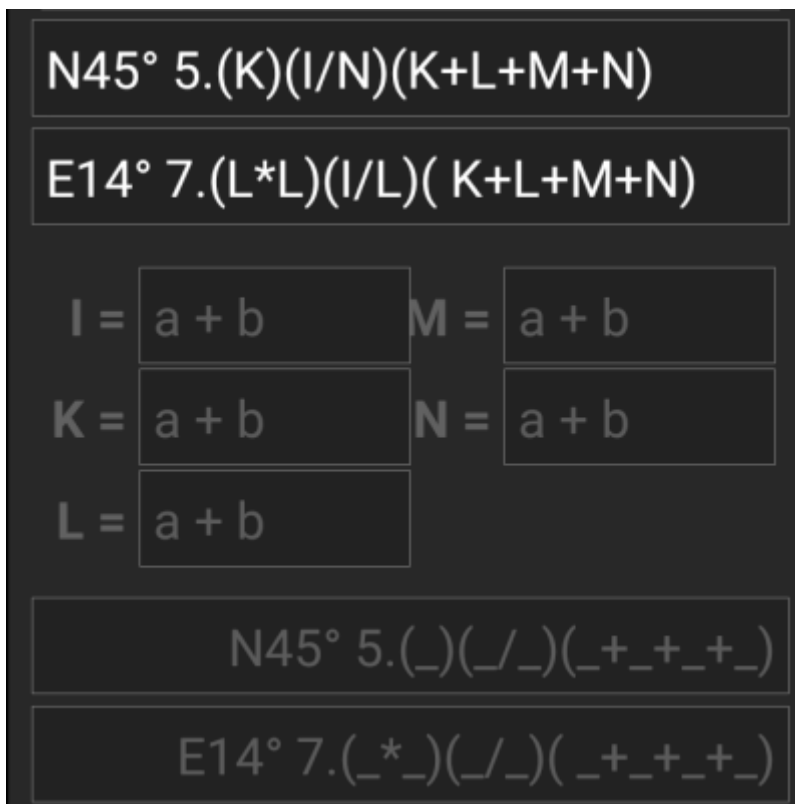 N45° 5.(K)(I/N)(K+L+M+N)
E14° 7.(L*L)(I/L)( K+L+M+N)
I = a + b M = a + b
K = a + b N = a + b
L = a + b
N45° 5.(_)(_/_)(_+_+_+_)
E14° 7.(_*_)(_/_)( _+_+_+_)